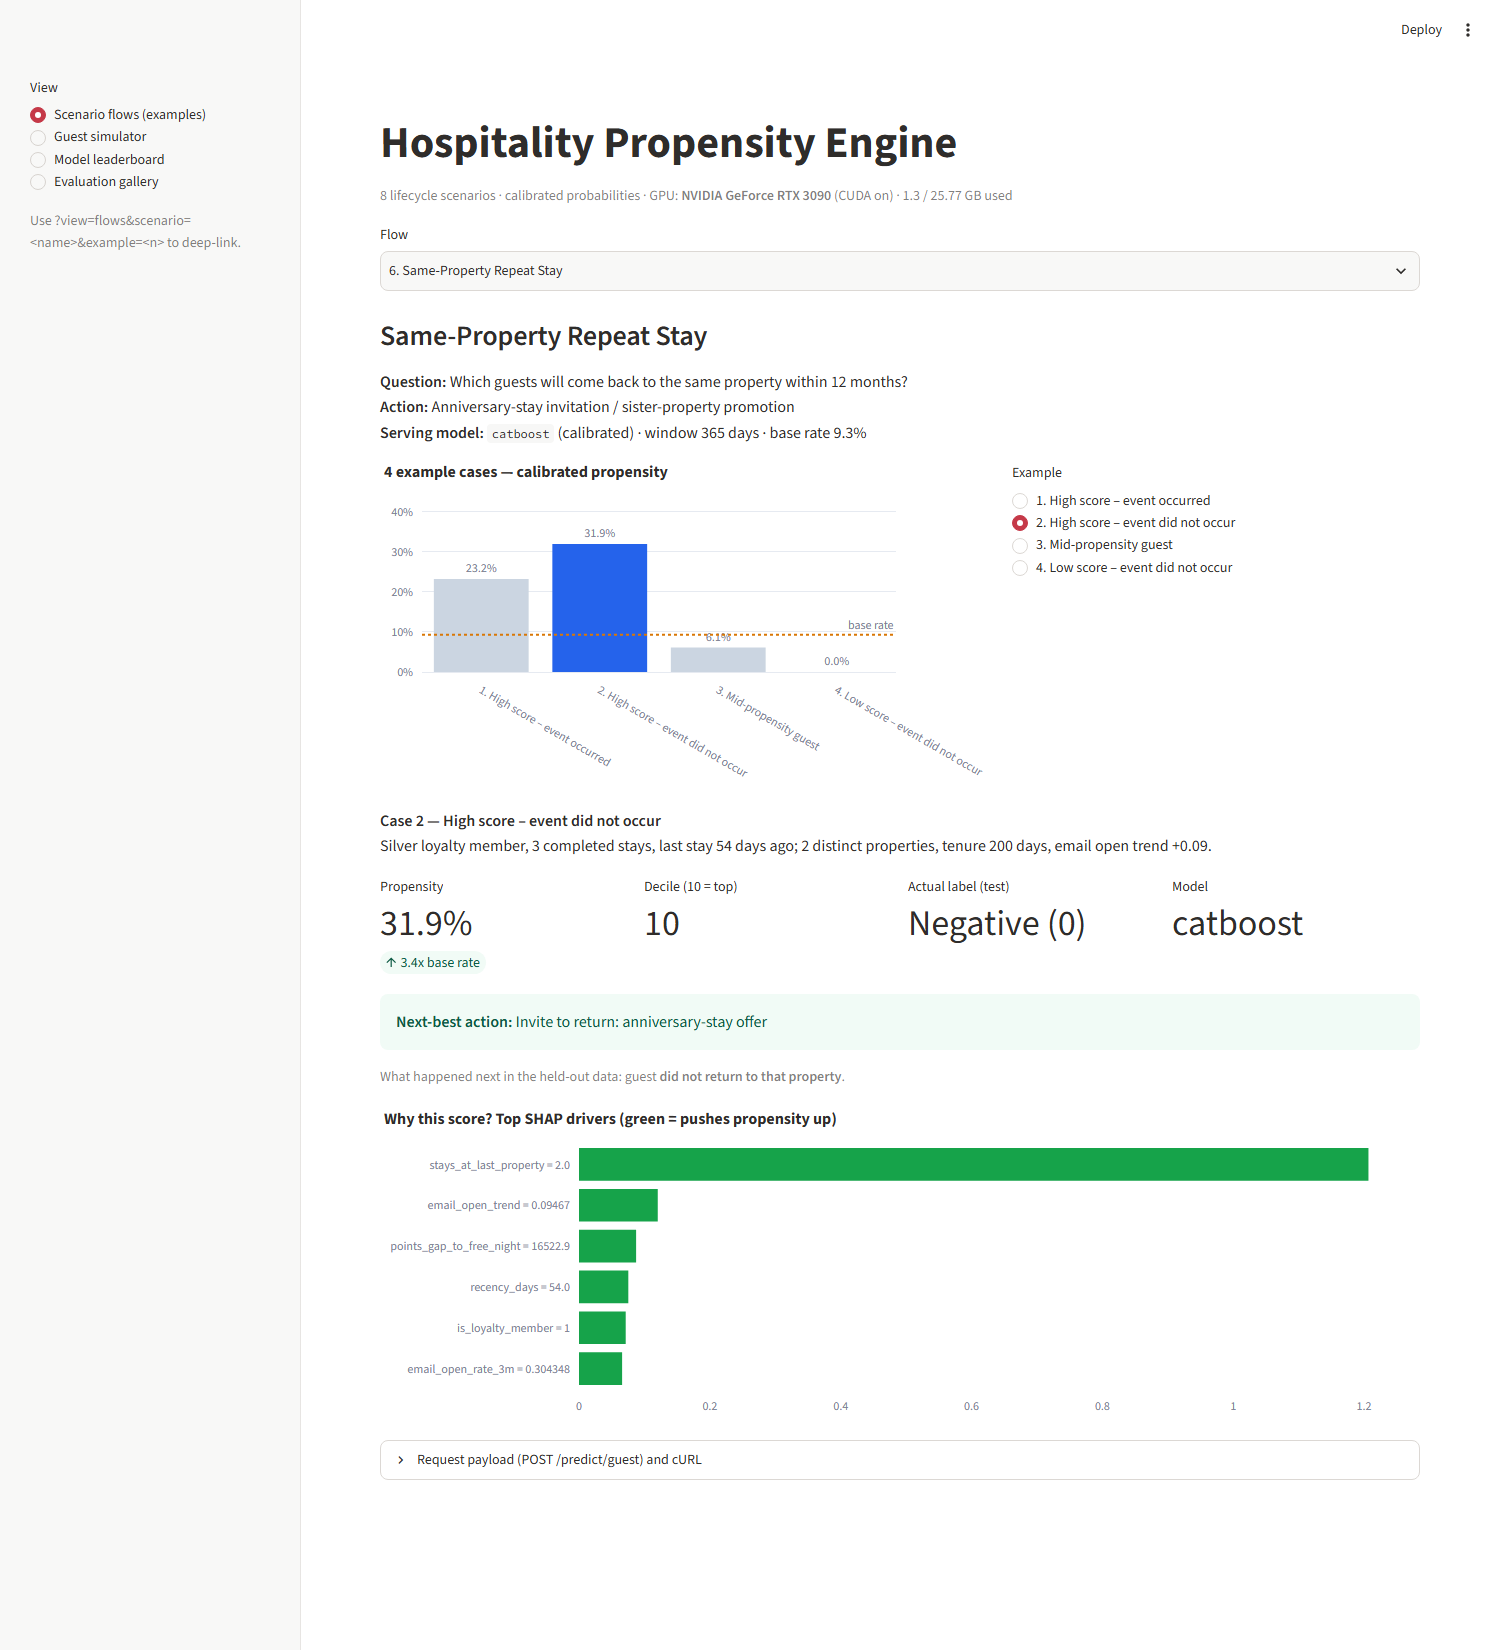 Deploy
View
Scenario flows (examples)
Guest simulator
Model leaderboard
Evaluation gallery
Use ?view=flows&scenario=
<name>&example=<n> to deep-link.
Hospitality Propensity Engine
8 lifecycle scenarios · calibrated probabilities · GPU: NVIDIA GeForce RTX 3090 (CUDA on) · 1.3 / 25.77 GB used
Flow
6. Same-Property Repeat Stay
Same-Property Repeat Stay
Question: Which guests will come back to the same property within 12 months?
Action: Anniversary-stay invitation / sister-property promotion
Serving model: catboost (calibrated) · window 365 days · base rate 9.3%
4 example cases — calibrated propensity
40%
30%
20%
10%
0%
23.2%
31.9%
6.1%
0.0%
base rate
1. High score – event occurred
2. High score – event did not occur
3. Mid-propensity guest
4. Low score – event did not occur
Example
1. High score – event occurred
2. High score – event did not occur
3. Mid-propensity guest
4. Low score – event did not occur
Case 2 — High score – event did not occur
Silver loyalty member, 3 completed stays, last stay 54 days ago; 2 distinct properties, tenure 200 days, email open trend +0.09.
Propensity
31.9%
↑ 3.4x base rate
Decile (10 = top)
10
Actual label (test)
Negative (0)
Model
catboost
Next-best action: Invite to return: anniversary-stay offer
What happened next in the held-out data: guest did not return to that property.
Why this score? Top SHAP drivers (green = pushes propensity up)
stays_at_last_property = 2.0
email_open_trend = 0.09467
points_gap_to_free_night = 16522.9
recency_days = 54.0
is_loyalty_member = 1
email_open_rate_3m = 0.304348
0 0.2 0.4 0.6 0.8 1 1.2
Request payload (POST /predict/guest) and cURL